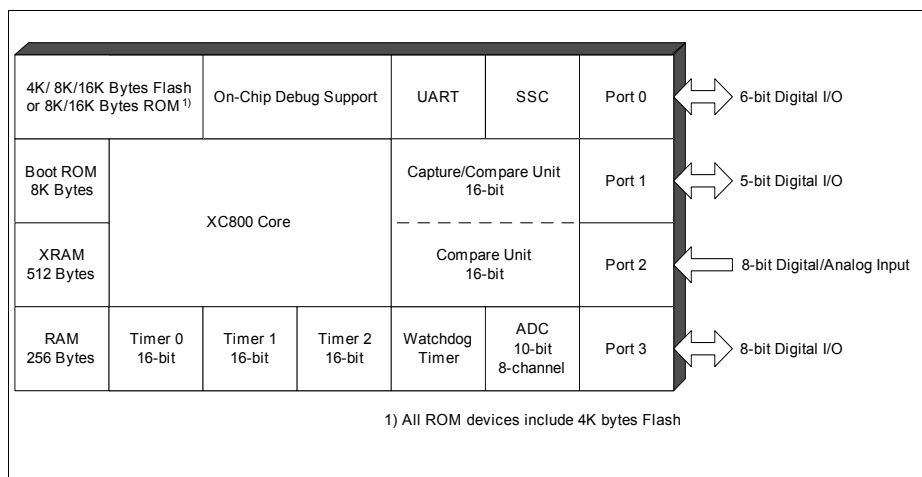 4K/ 8K/16K Bytes Flash
or 8K/16K Bytes ROM 1)
On-Chip Debug Support
UART
SSC
Port 0
6-bit Digital I/O
Boot ROM
8K Bytes
XC800 Core
Capture/Compare Unit
16-bit
Port 1
5-bit Digital I/O
XRAM
512 Bytes
Compare Unit
16-bit
Port 2
8-bit Digital/Analog Input
RAM
256 Bytes
Timer 0
16-bit
Timer 1
16-bit
Timer 2
16-bit
Watchdog
Timer
ADC
10-bit
8-channel
Port 3
8-bit Digital I/O
1) All ROM devices include 4K bytes Flash